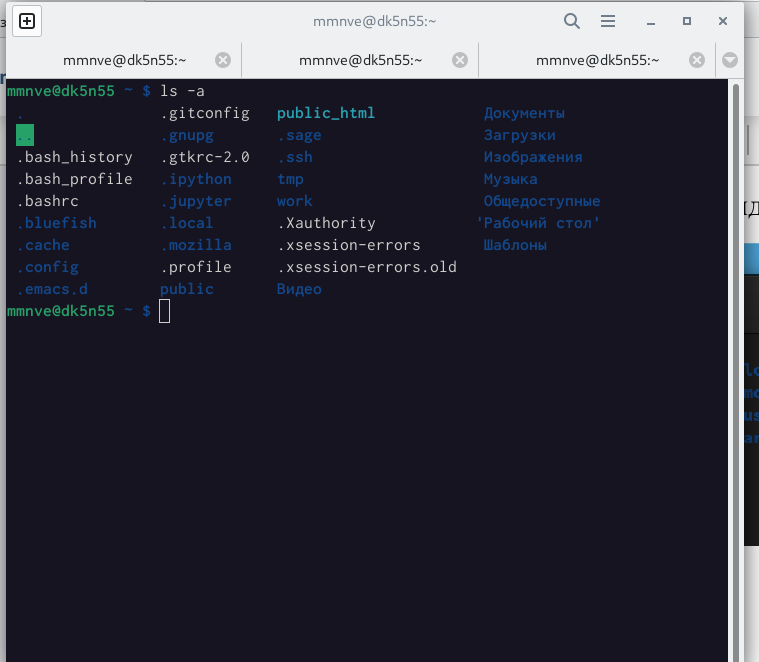 mmnve@dk5n55:~
mmnve@dk5n55:~ mmnve@dk5n55:~ mmnve@dk5n55:~
mmnve@dk5n55 ~ $ ls -a
. .gitconfig public_html Документы
.. .gnupg .sage Загрузки
.bash_history .gtkrc-2.0 .ssh Изображения
.bash_profile .ipython tmp Музыка
.bashrc .jupyter work Общедоступные
.bluefish .local .Xauthority 'Рабочий стол'
.cache .mozilla .xsession-errors Шаблоны
.config .profile .xsession-errors.old
.emacs.d public Видео
mmnve@dk5n55 ~ $